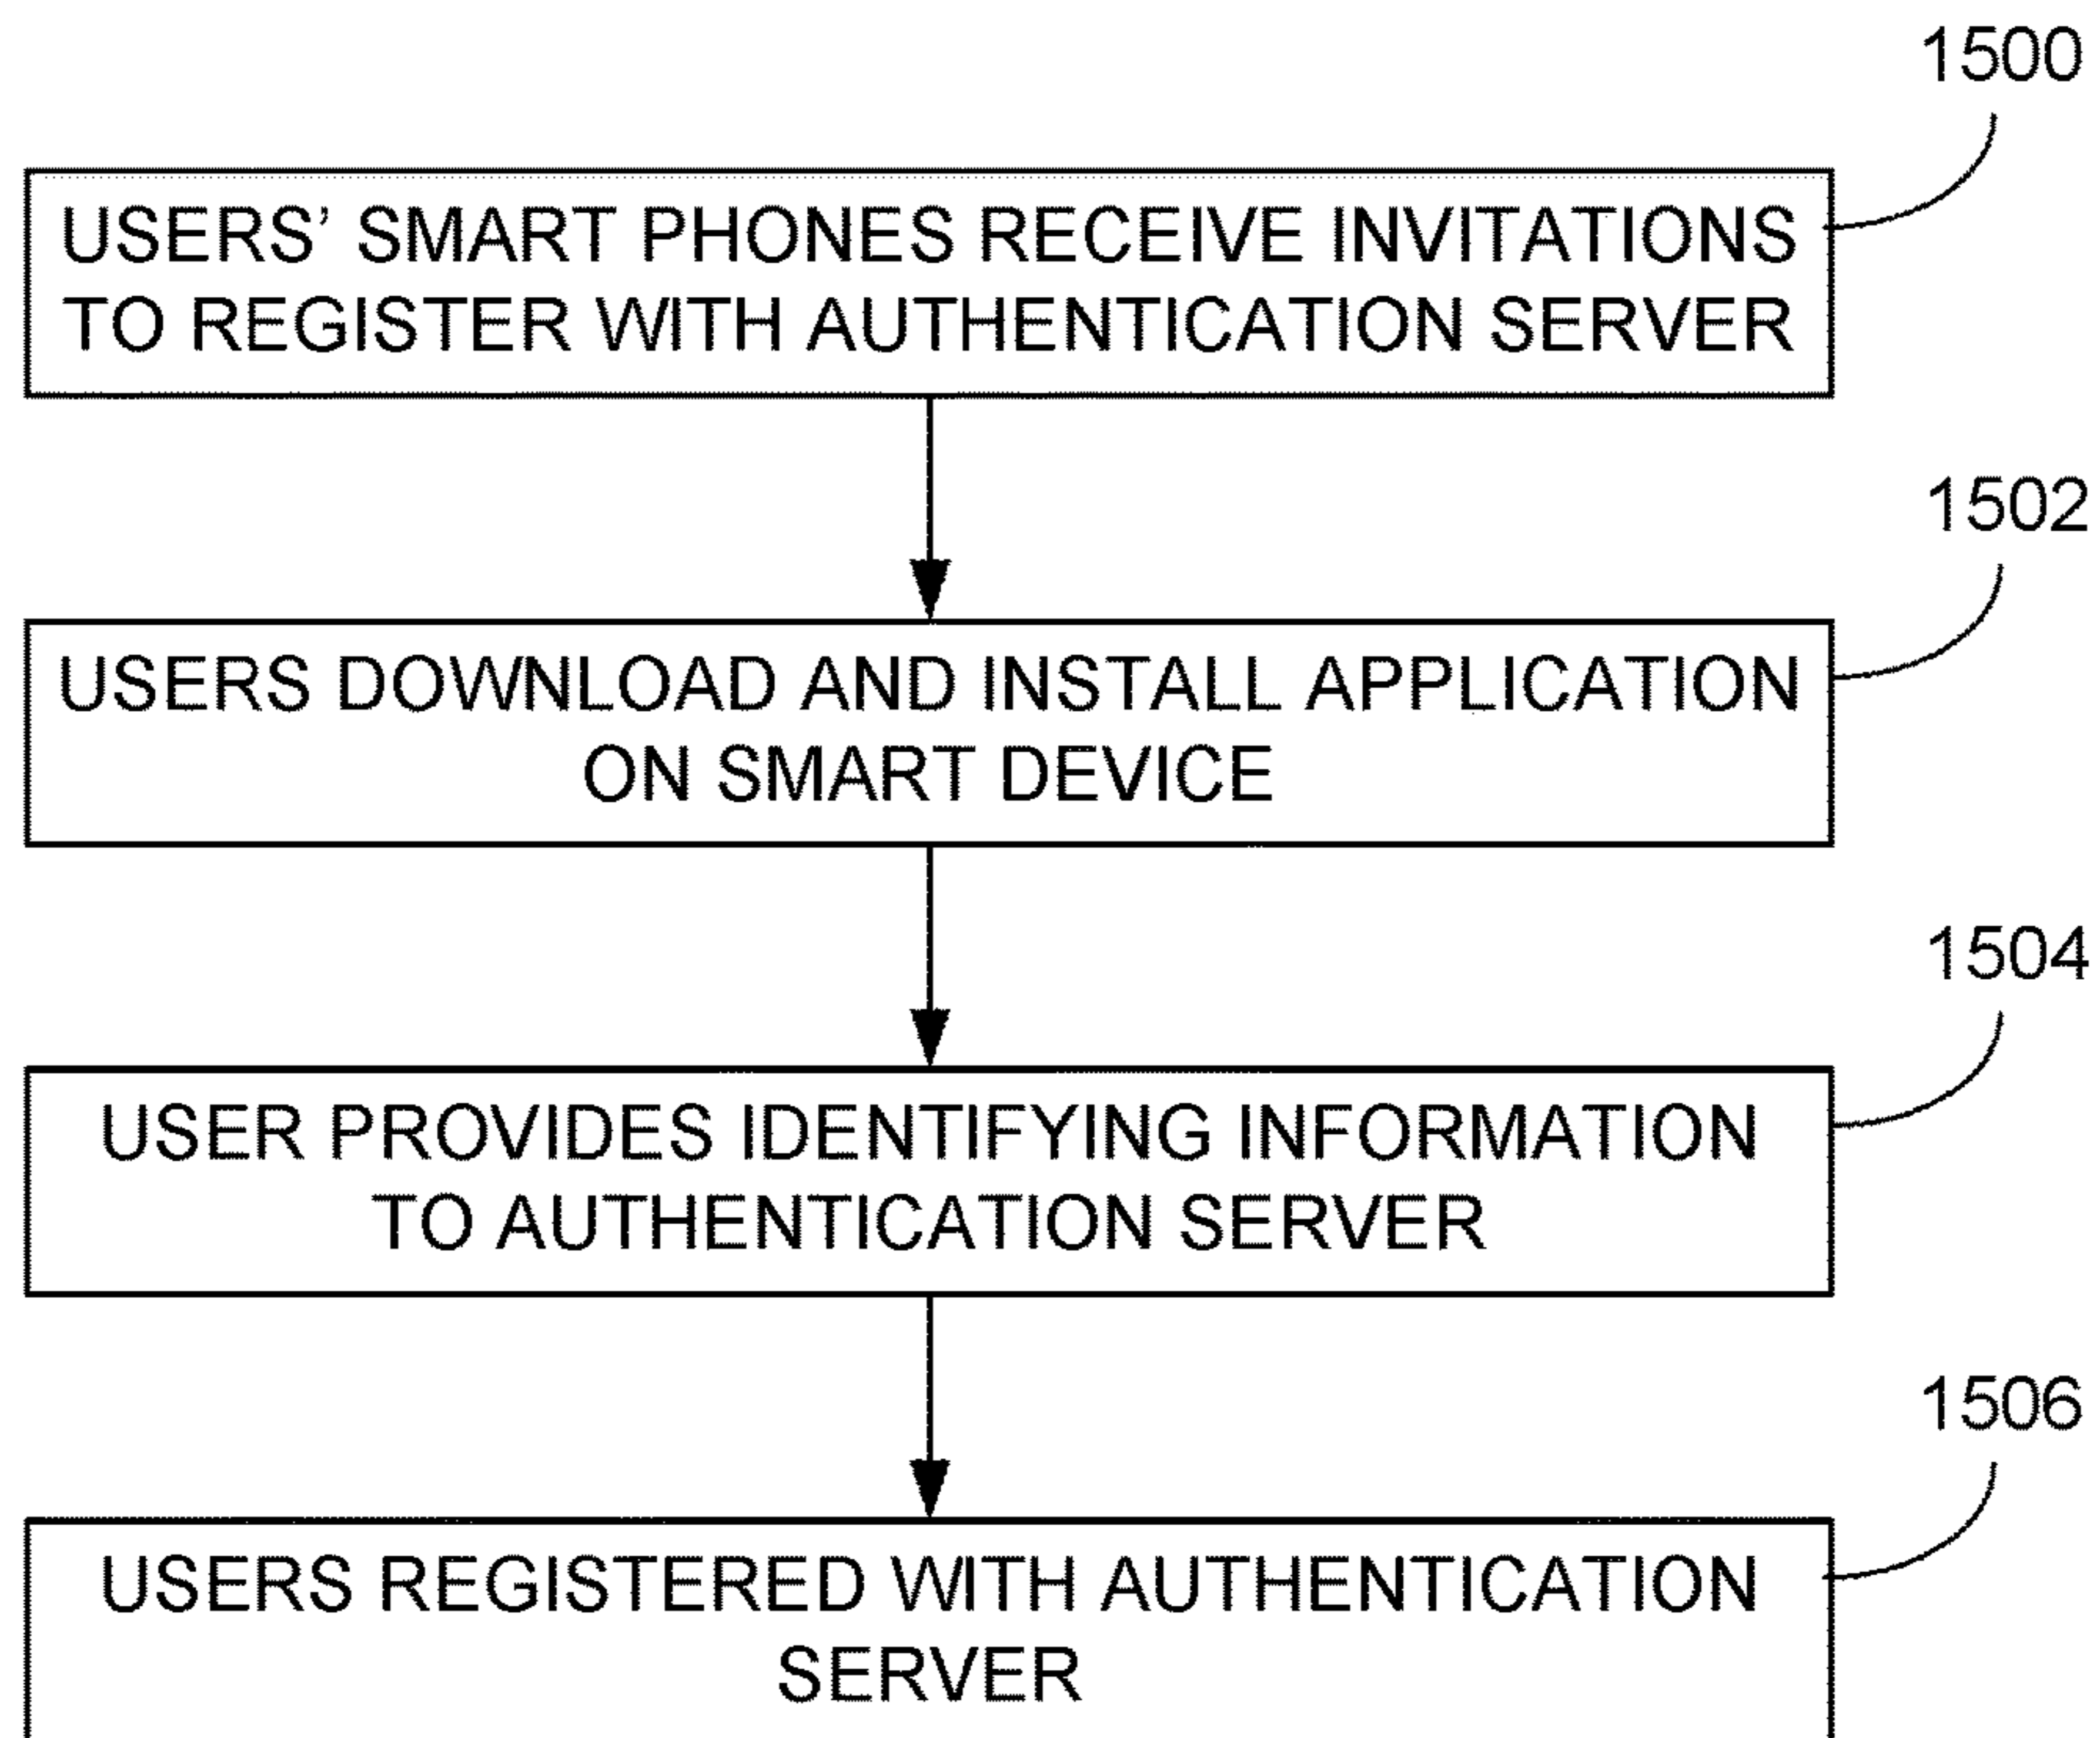 1500
USERS’ SMART PHONES RECEIVE INVITATIONS
TO REGISTER WITH AUTHENTICATION SERVER
1502
USERS DOWNLOAD AND INSTALL APPLICATION
ON SMART DEVICE
1504
USER PROVIDES IDENTIFYING INFORMATION
TO AUTHENTICATION SERVER
1506
USERS REGISTERED WITH AUTHENTICATION
SERVER